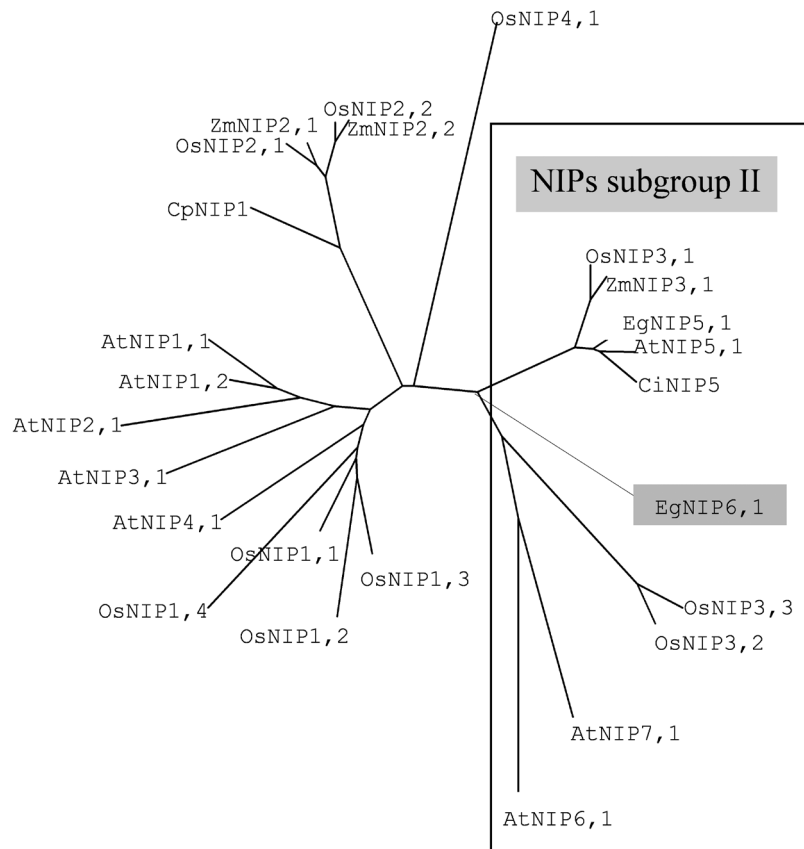 OsNIP4,1
OsNIP2,2
ZmNIP2,1
ZmNIP2,2
OsNIP2,1
NIPs subgroup II
CpNIP1
OsNIP3,1
ZmNIP3,1
EgNIP5,1
AtNIP1,1
AtNIP5,1
AtNIP1,2
CiNIP5
AtNIP2,1
AtNIP3,1
EgNIP6,1
AtNIP4,1
OsNIP1,1
OsNIP1,3
OsNIP1,4
OsNIP3,3
OsNIP1,2
OsNIP3,2
AtNIP7,1
AtNIP6,1